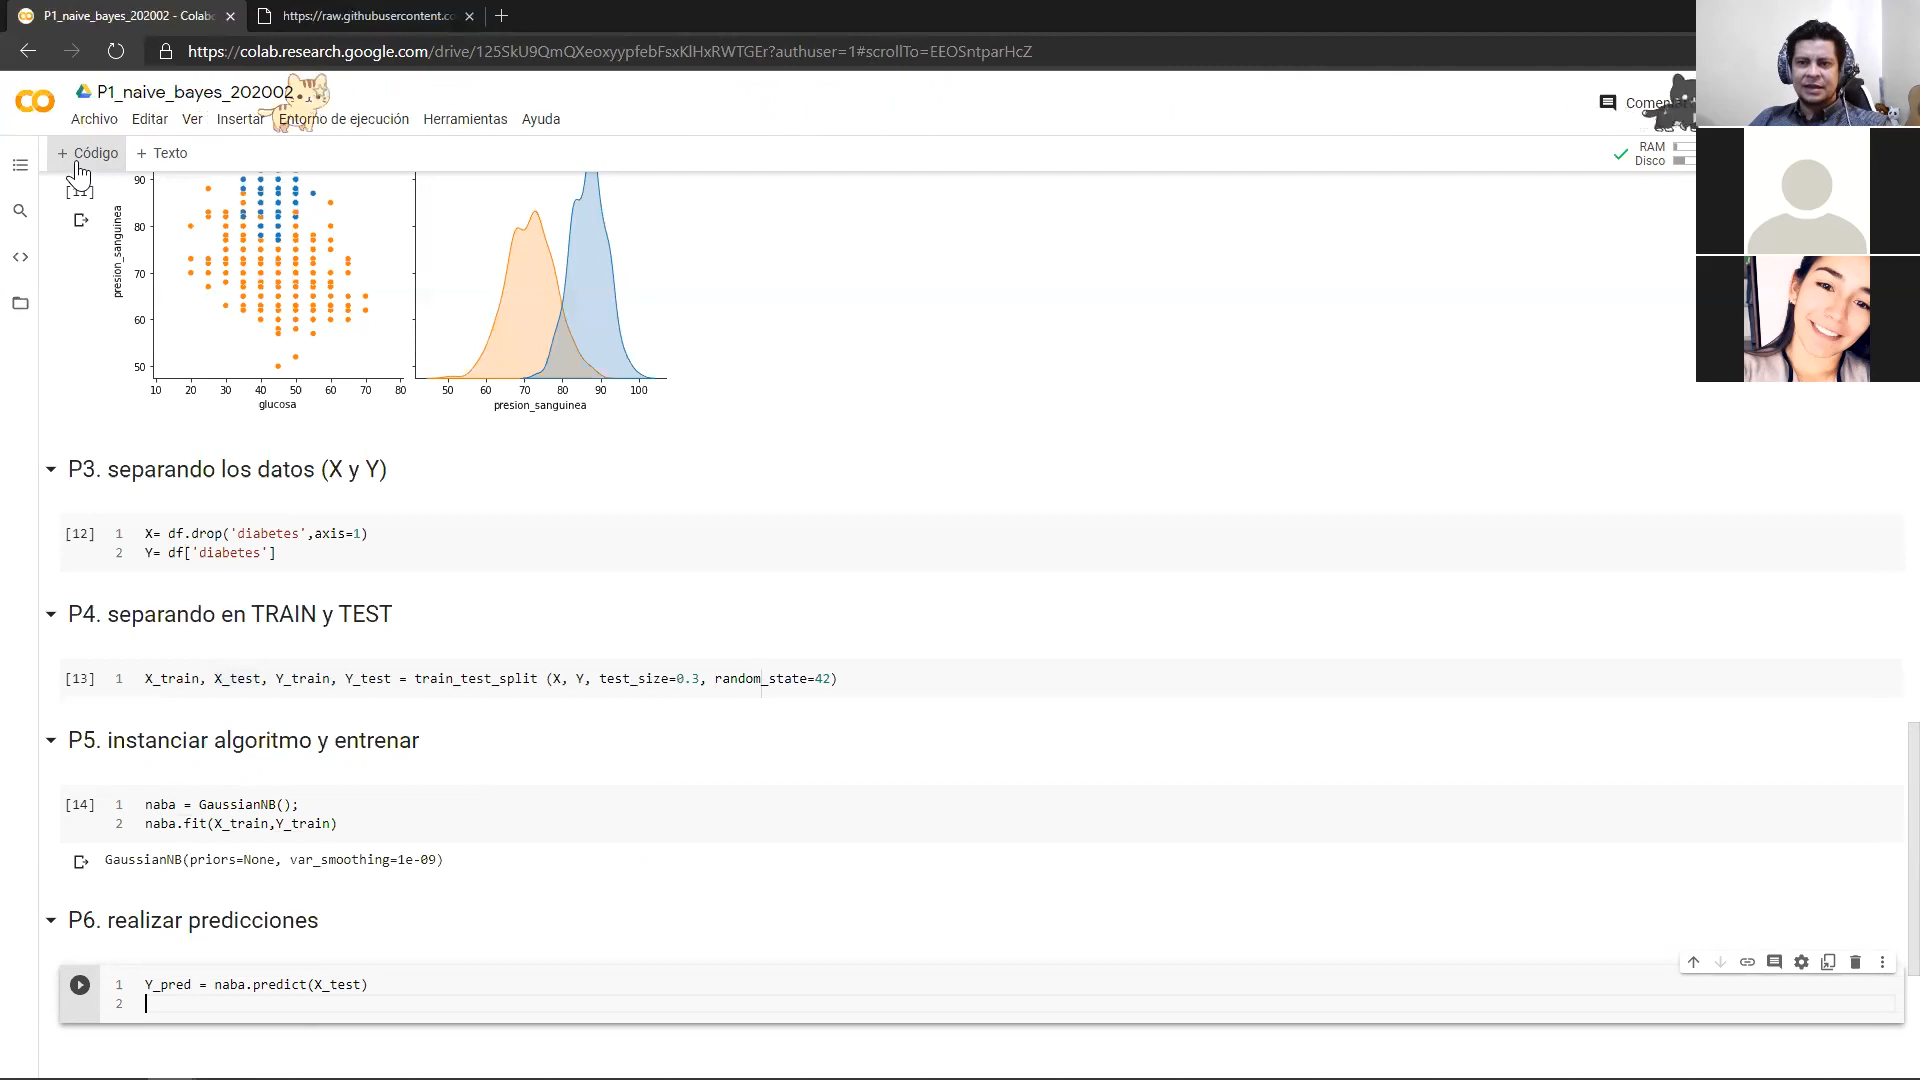 P1_naive_bayes_202002 - Colabo
https://raw.githubusercontent.co
https://colab.research.google.com/drive/125SkU9QmQXeoxyypfebFsxKlHxRWTGEr?authuser=1#scrollTo=EEOSntparHcZ
P1_naive_bayes_202002
Archivo Editar Ver Insertar Entorno de ejecución Herramientas Ayuda
+ Código + Texto
RAM
Disco
[11]
90
80
70
60
50
presion_sanguinea
10 20 30 40 50 60 70 80
glucosa
50 60 70 80 90 100
presion_sanguinea
P3. separando los datos (X y Y)
[12] 1 X= df.drop('diabetes',axis=1)
2 Y= df['diabetes']
P4. separando en TRAIN y TEST
[13] 1 X_train, X_test, Y_train, Y_test = train_test_split (X, Y, test_size=0.3, random_state=42)
P5. instanciar algoritmo y entrenar
[14] 1 naba = GaussianNB();
2 naba.fit(X_train,Y_train)
GaussianNB(priors=None, var_smoothing=1e-09)
P6. realizar predicciones
1 Y_pred = naba.predict(X_test)
2